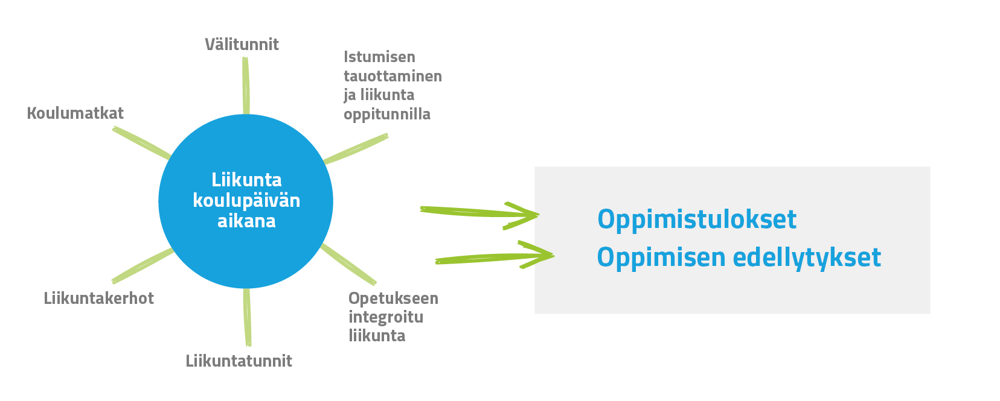 Välitunnit
Istumisen
tauottaminen
ja liikunta
oppitunnilla
Koulumatkat
Liikunta
koulupäivän
aikana
Oppimistulokset
Oppimisen edellytykset
Liikuntakerhot
Opetukseen
integroitu
liikunta
Liikuntatunnit